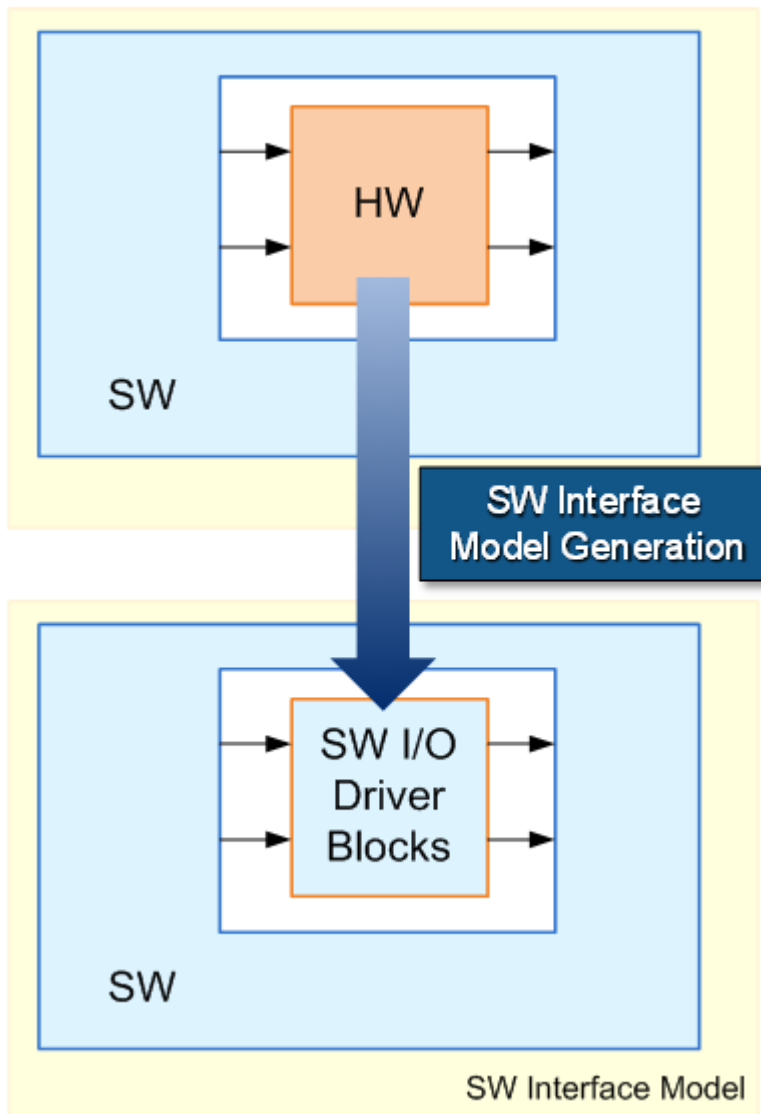 HW
SW
SW Interface
Model Generation
SW I/O
Driver
Blocks
SW
SW Interface Model